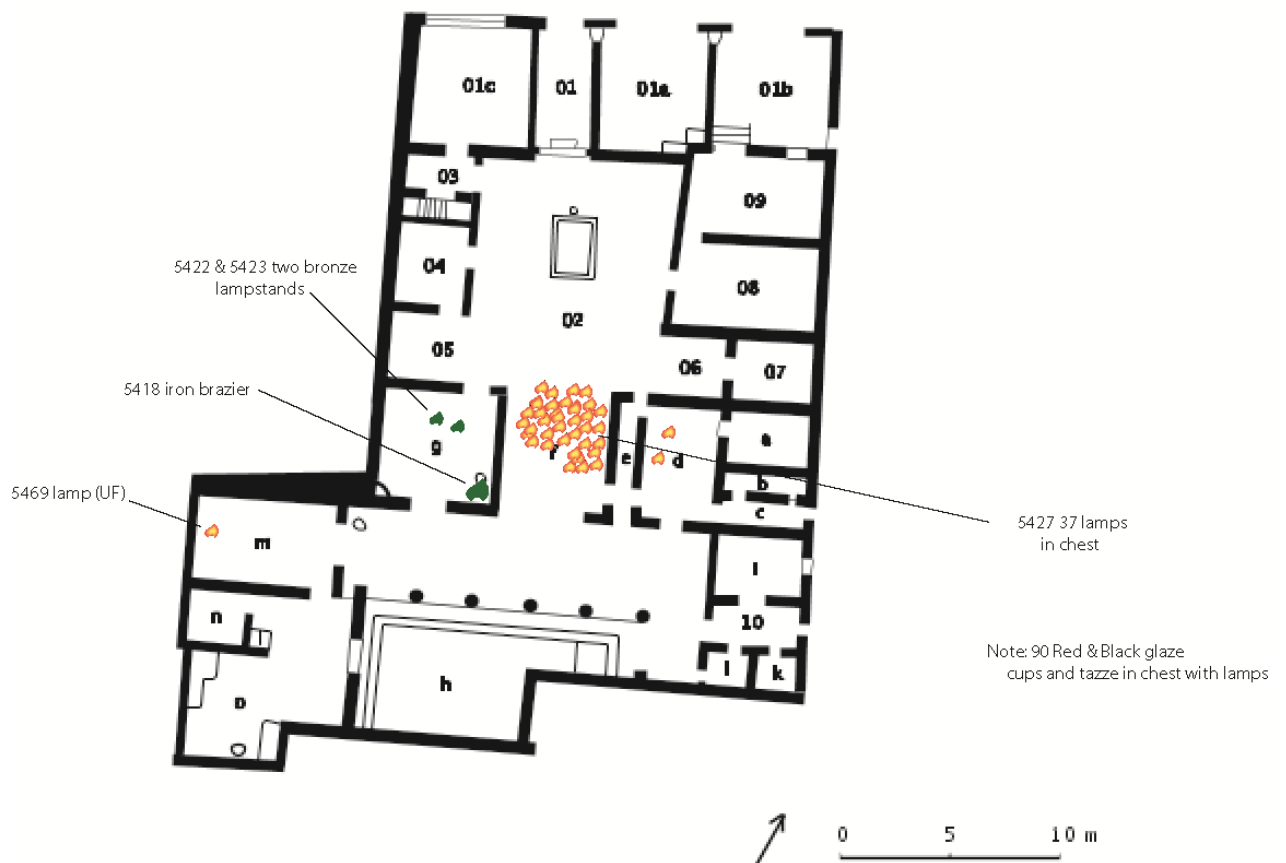 01c
01
01a
01b
03
09
5422 & 5423 two bronze
lampstands
04
08
02
05
06
07
5418 iron brazier
g
f
e
d
a
b
c
5469 lamp (UF)
m
5427 37 lamps
in chest
i
n
10
Note: 90 Red & Black glaze
cups and tazze in chest with lamps
l
k
h
o
0 5 10 m